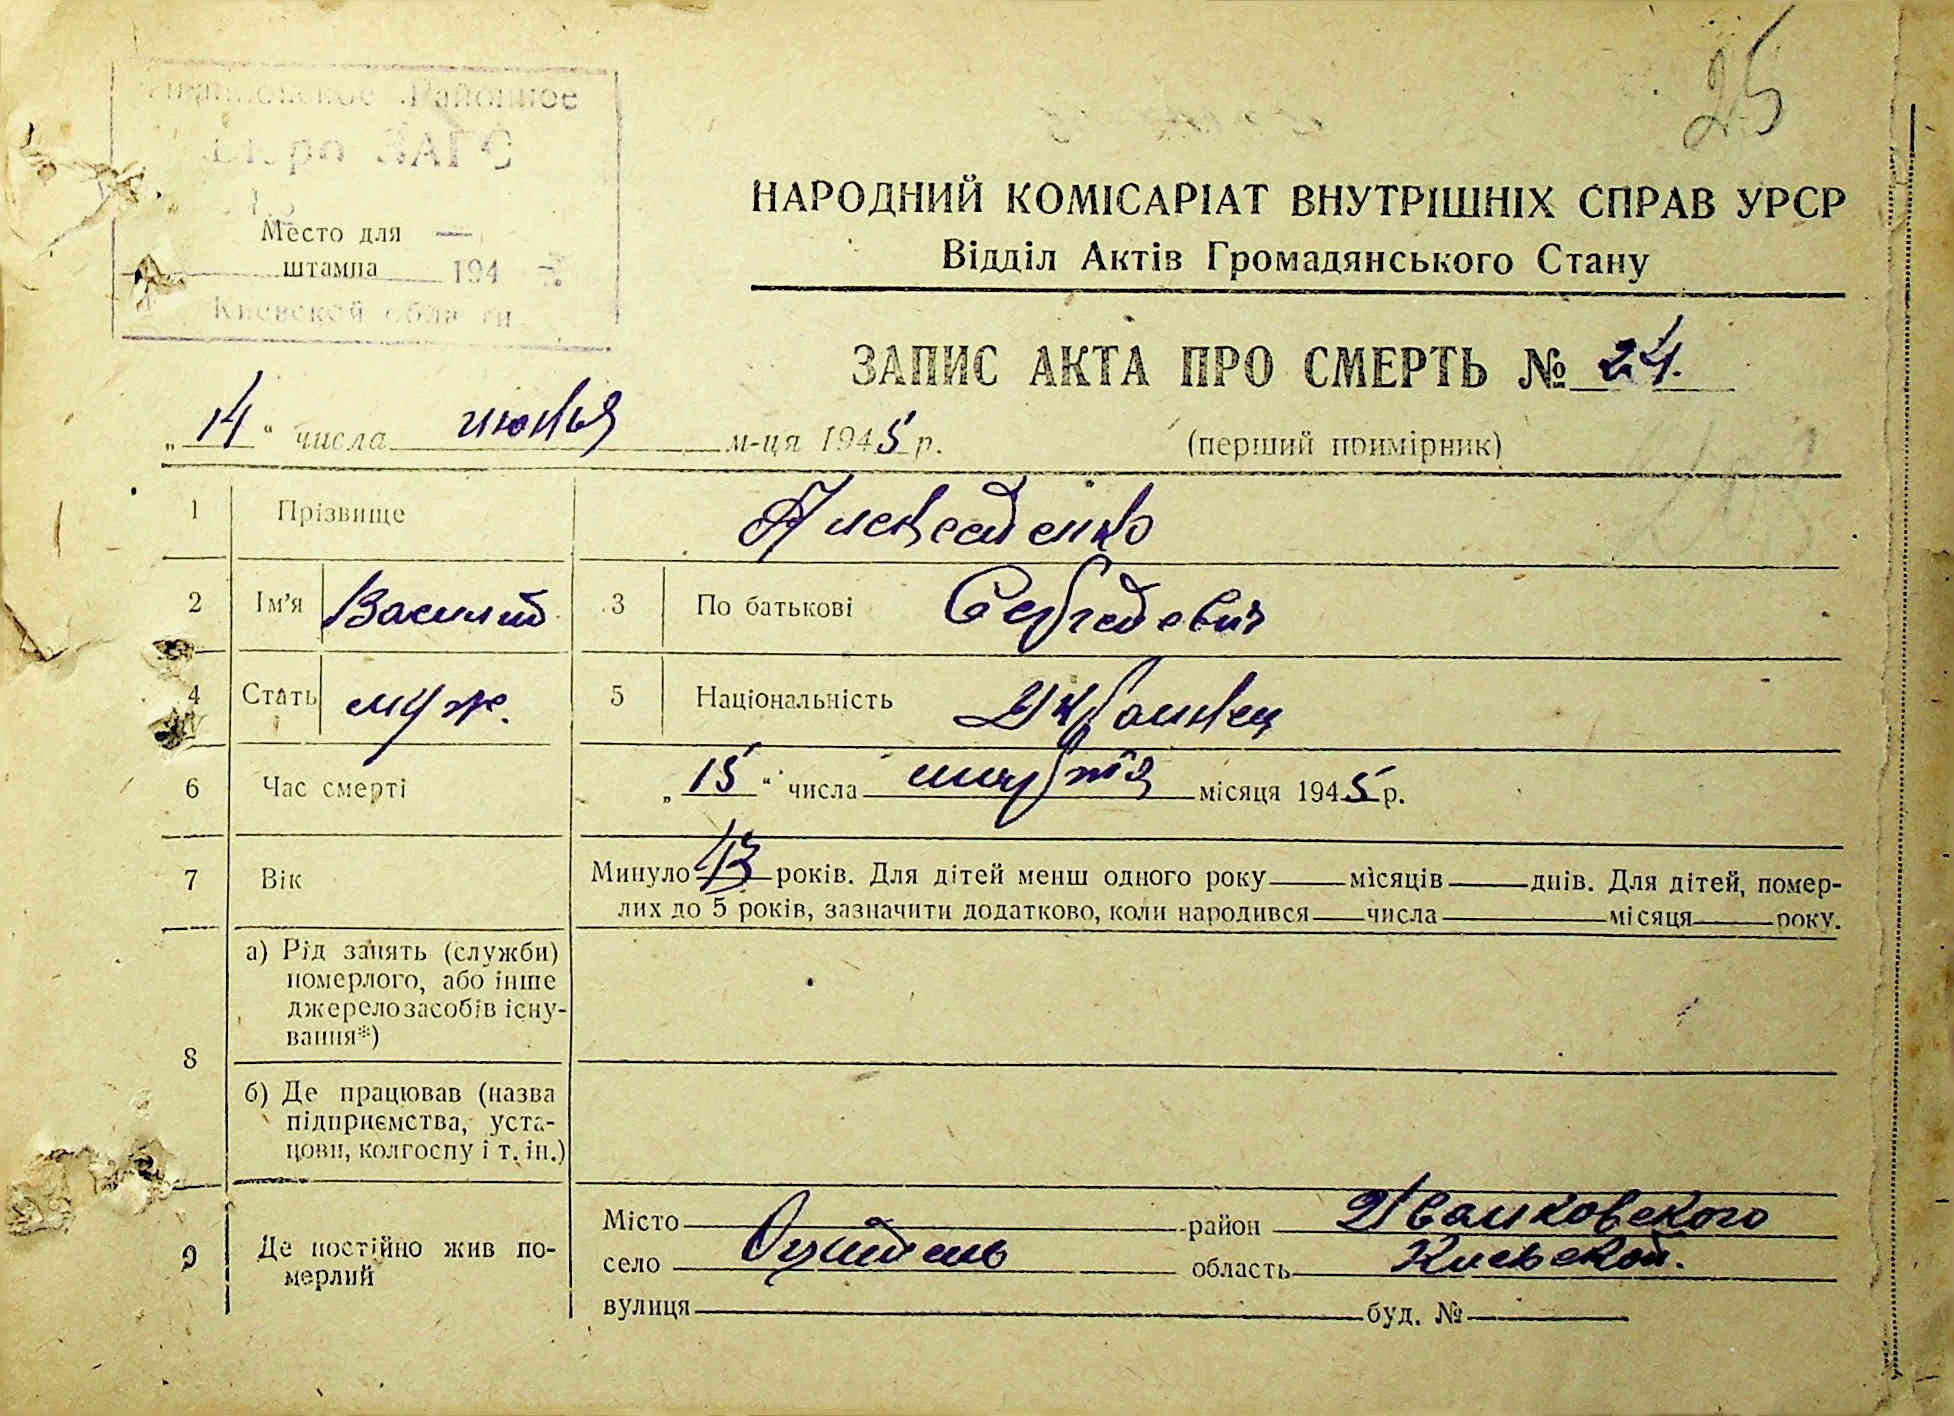 25
Районное
Бюро ЗАГС
Место для
штампа 194
Киевской области
НАРОДНИЙ КОМІСАРІАТ ВНУТРІШНІХ СПРАВ УРСР
Відділ Актів Громадянського Стану
ЗАПИС АКТА ПРО СМЕРТЬ № 24.
„14“ числа июнья м-ця 1945 р.
(перший примірник)
1 Прізвище Алексеенко
2 Ім'я Василий 3 По батькові Сергеевич
4 Стать муж. 5 Національність Украинец
6 Час смерті „15“ числа марта місяця 1945 р.
7 Вік Минуло 43 років. Для дітей менш одного року місяців днів. Для дітей, помер-
лих до 5 років, зазначити додатково, коли народився числа місяця року.
8
а) Рід занять (служби)
померлого, або інше
джерело засобів існу-
вання*)
б) Де працював (назва
підприємства, уста-
нови, колгоспу і т. ін.)
9 Де постійно жив по-
мерлий
Місто район Иванковского
село область Киевской.
вулиця буд. №